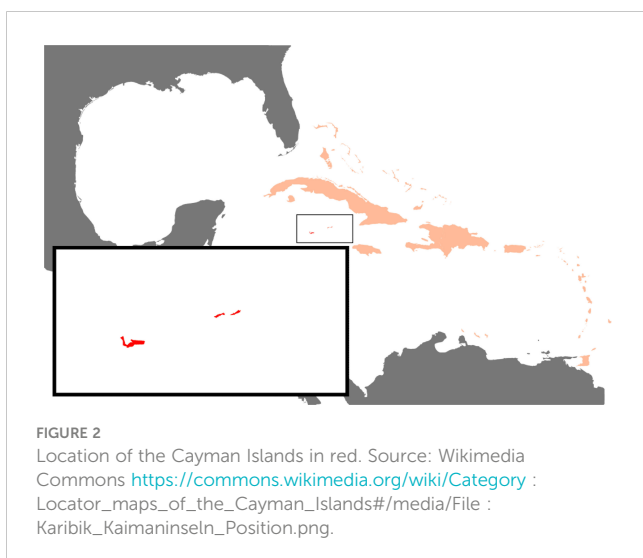 FIGURE 2
Location of the Cayman Islands in red. Source: Wikimedia
Commons https://commons.wikimedia.org/wiki/Category :
Locator_maps_of_the_Cayman_Islands#/media/File :
Karibik_Kaimaninseln_Position.png.